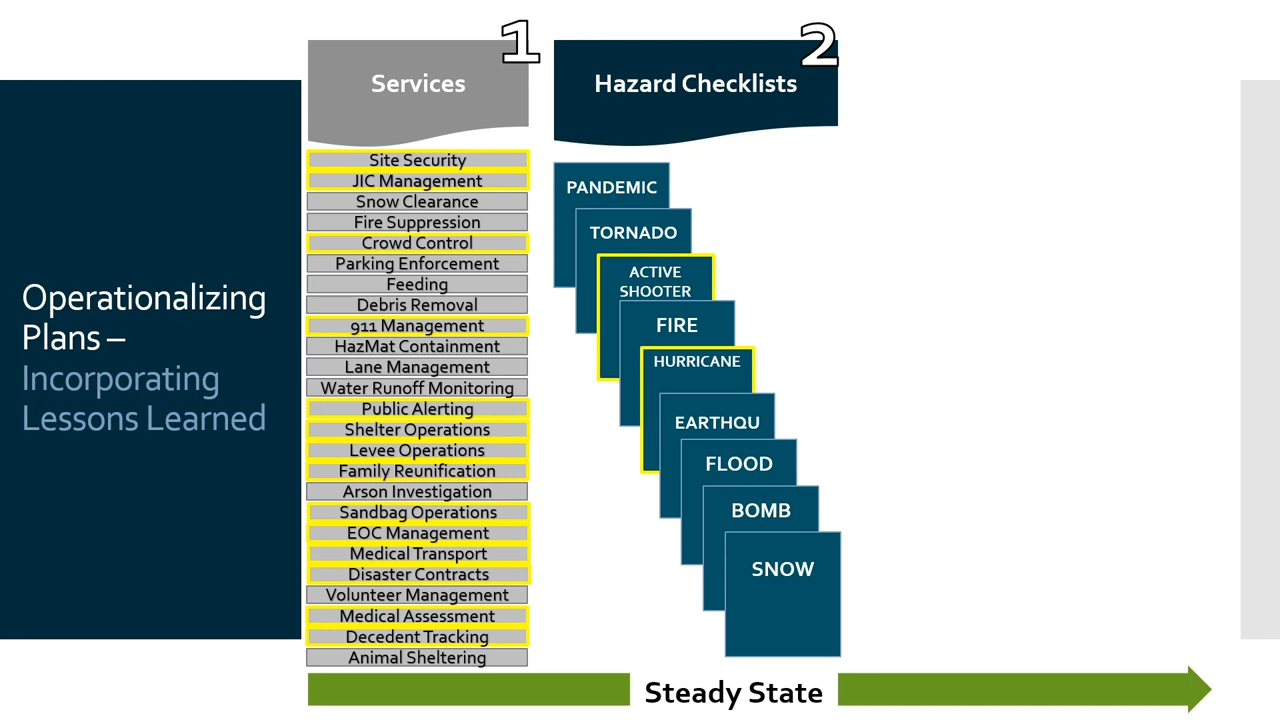 Operationalizing
Plans –
Incorporating
Lessons Learned
1
Services
Site Security
JIC Management
Snow Clearance
Fire Suppression
Crowd Control
Parking Enforcement
Feeding
Debris Removal
911 Management
HazMat Containment
Lane Management
Water Runoff Monitoring
Public Alerting
Shelter Operations
Levee Operations
Family Reunification
Arson Investigation
Sandbag Operations
EOC Management
Medical Transport
Disaster Contracts
Volunteer Management
Medical Assessment
Decedent Tracking
Animal Sheltering
2
Hazard Checklists
PANDEMIC
TORNADO
ACTIVE
SHOOTER
FIRE
HURRICANE
EARTHQU
FLOOD
BOMB
SNOW
Steady State